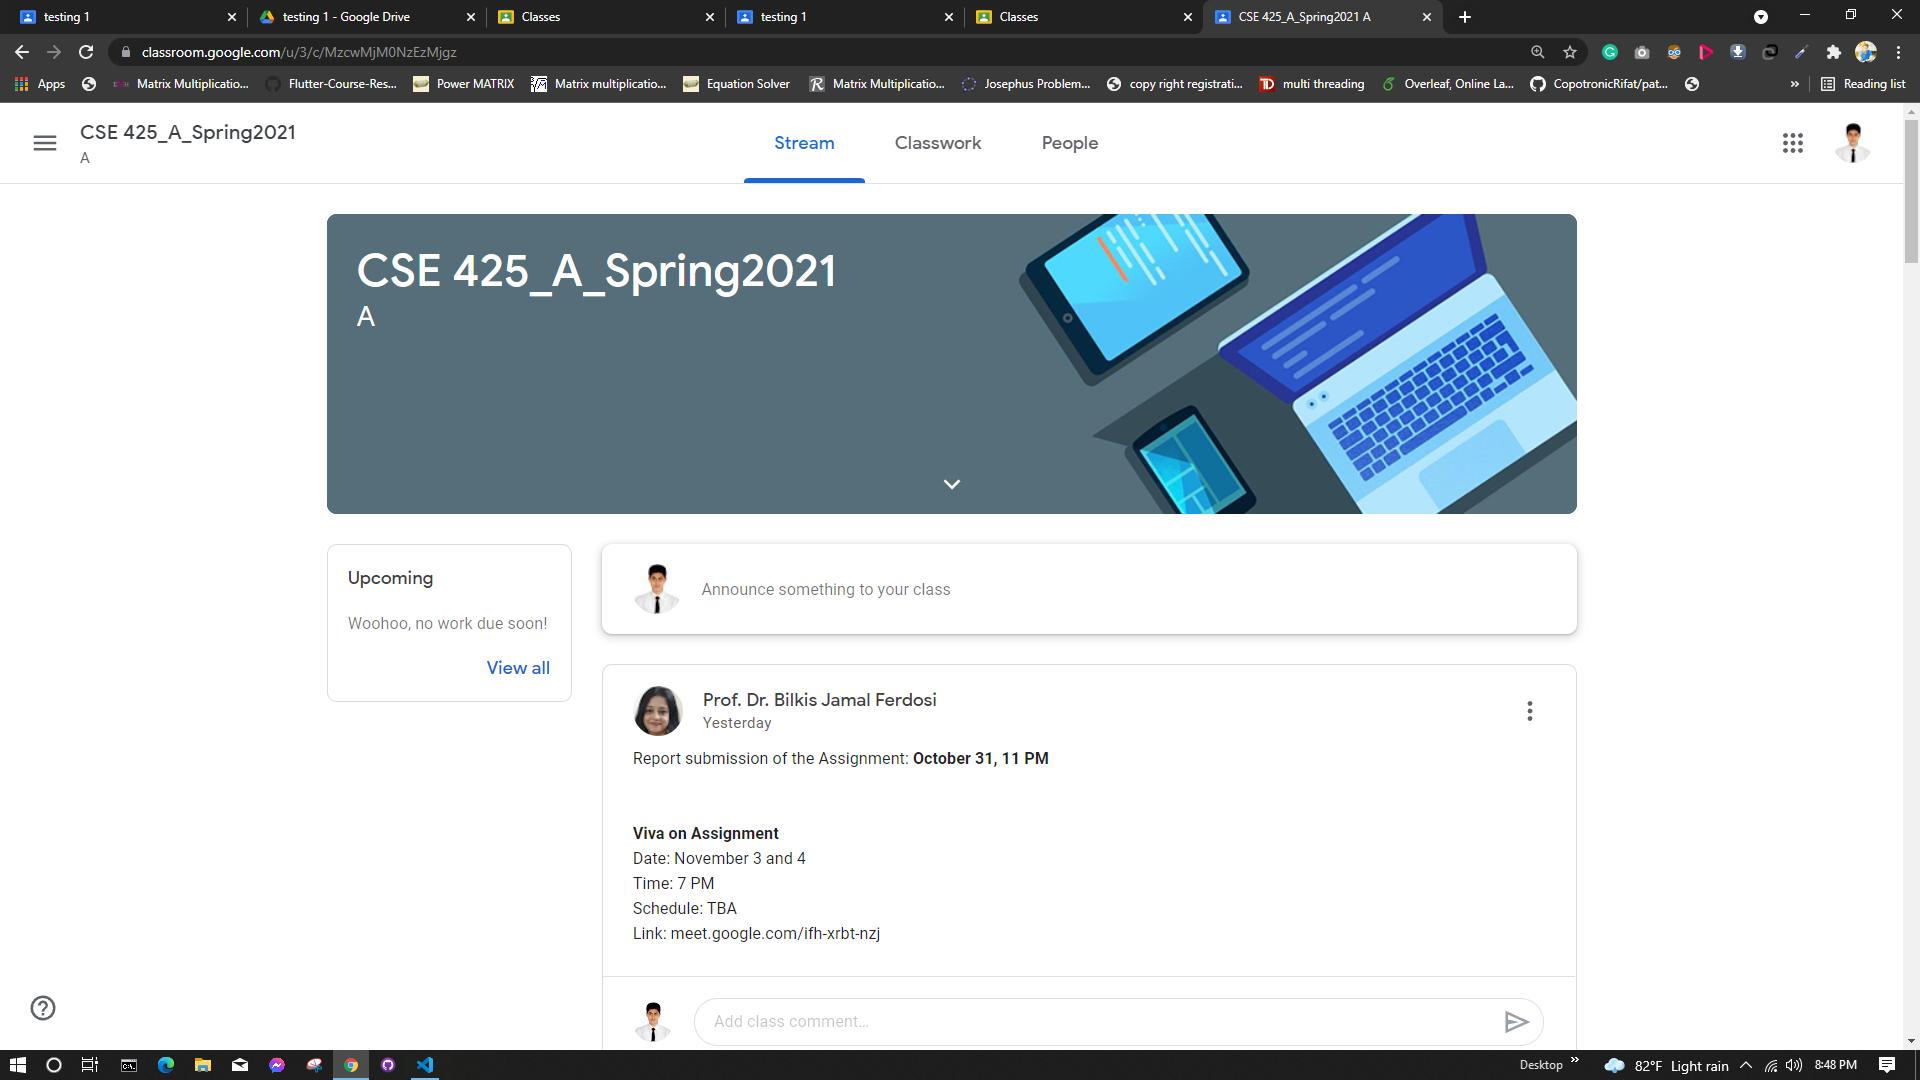 testing 1
testing 1 - Google Drive
Classes
testing 1
Classes
CSE 425_A_Spring2021 A
classroom.google.com/u/3/c/MzcwMjM0NzEzMjgz
Apps
Matrix Multiplicatio...
Flutter-Course-Res...
Power MATRIX
Matrix multiplicatio...
Equation Solver
Matrix Multiplicatio...
Josephus Problem...
copy right registrati...
multi threading
Overleaf, Online La...
CopotronicRifat/pat...
»
Reading list
CSE 425_A_Spring2021
A
Stream
Classwork
People
CSE 425_A_Spring2021
A
Upcoming
Woohoo, no work due soon!
View all
Announce something to your class
Prof. Dr. Bilkis Jamal Ferdosi
Yesterday
Report submission of the Assignment: October 31, 11 PM
Viva on Assignment
Date: November 3 and 4
Time: 7 PM
Schedule: TBA
Link: meet.google.com/ifh-xrbt-nzj
Add class comment...
Desktop
82°F Light rain
8:48 PM